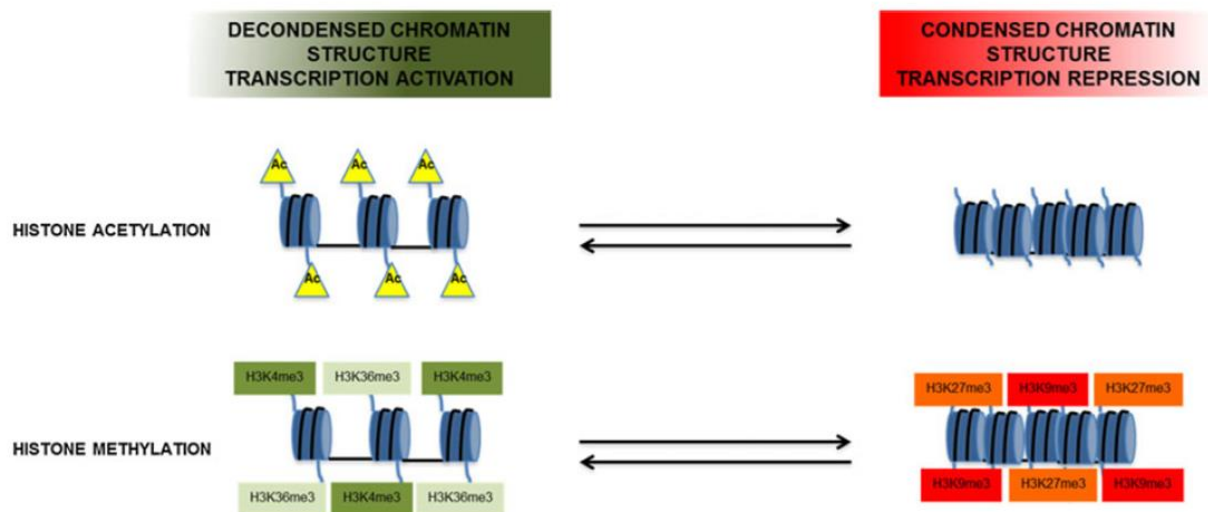 DECONDENSED CHROMATIN
STRUCTURE
TRANSCRIPTION ACTIVATION
CONDENSED CHROMATIN
STRUCTURE
TRANSCRIPTION REPRESSION
Ac Ac Ac
HISTONE ACETYLATION
Ac Ac Ac
H3K4me3 H3K36me3 H3K4me3
H3K27me3 H3K9me3 H3K27me3
HISTONE METHYLATION
H3K36me3 H3K4me3 H3K36me3
H3K9me3 H3K27me3 H3K9me3